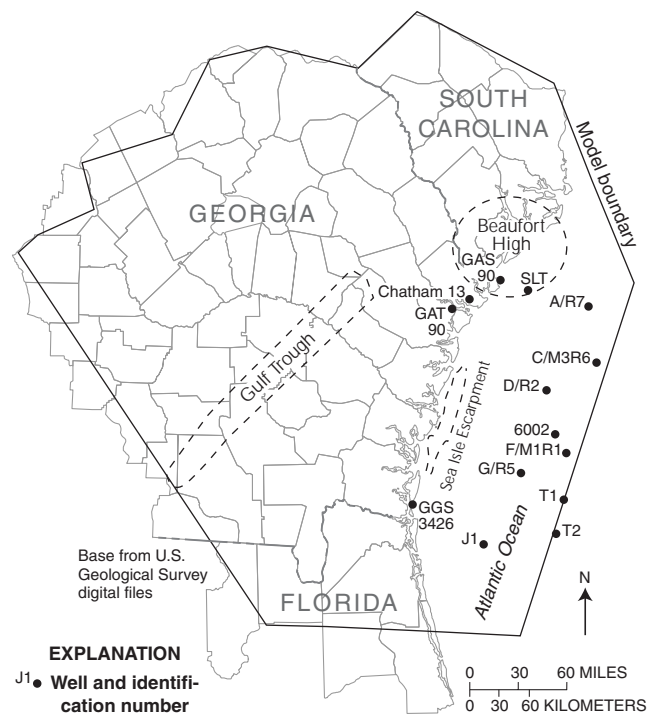 SOUTH
CAROLINA
Model boundary
GEORGIA
Beaufort
High
GAS
90
SLT
Chatham 13
A/R7
GAT
90
Gulf Trough
C/M3R6
Sea Isle Escarpment
D/R2
6002
F/M1R1
G/R5
T1
GGS
3426
T2
J1
Atlantic Ocean
Base from U.S.
Geological Survey
digital files
N
FLORIDA
EXPLANATION
J1 Well and identifi-
cation number
0 30 60 MILES
0 30 60 KILOMETERS